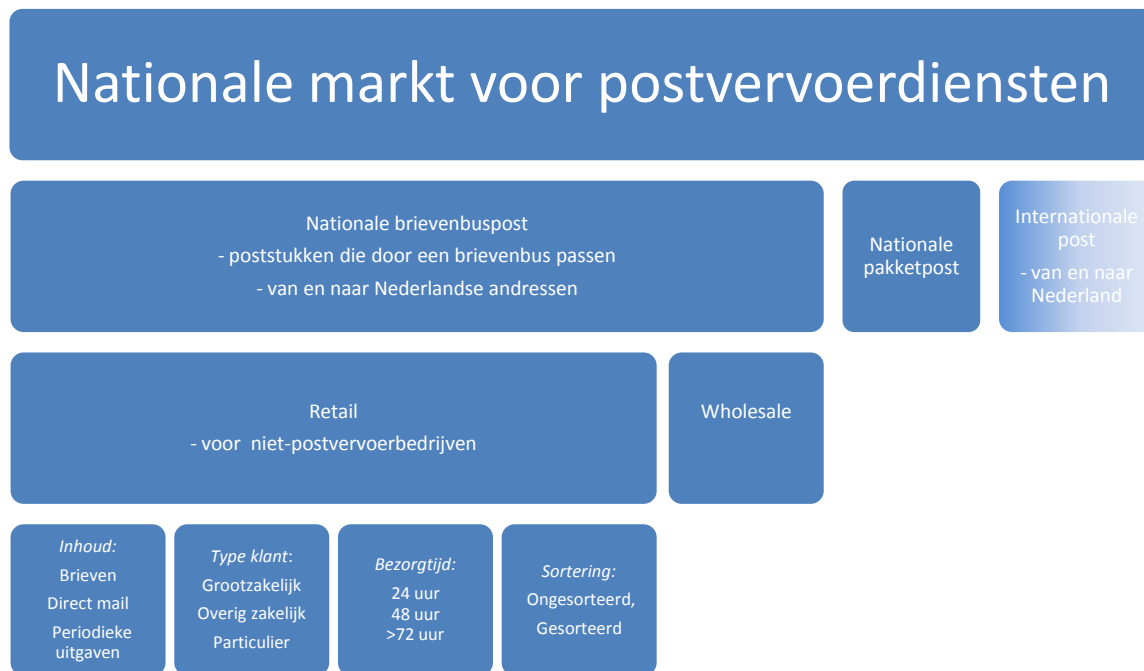 Nationale markt voor postvervoerdiensten
Nationale brievenbuspost
- poststukken die door een brievenbus passen
- van en naar Nederlandse andressen
Nationale
pakketpost
Internationale
post
- van en naar
Nederland
Retail
- voor niet-postvervoerbedrijven
Wholesale
Inhoud:
Brieven
Direct mail
Periodieke
uitgaven
Type klant:
Grootzakelijk
Overig zakelijk
Particulier
Bezorgtijd:
24 uur
48 uur
>72 uur
Sortering:
Ongesorteerd,
Gesorteerd